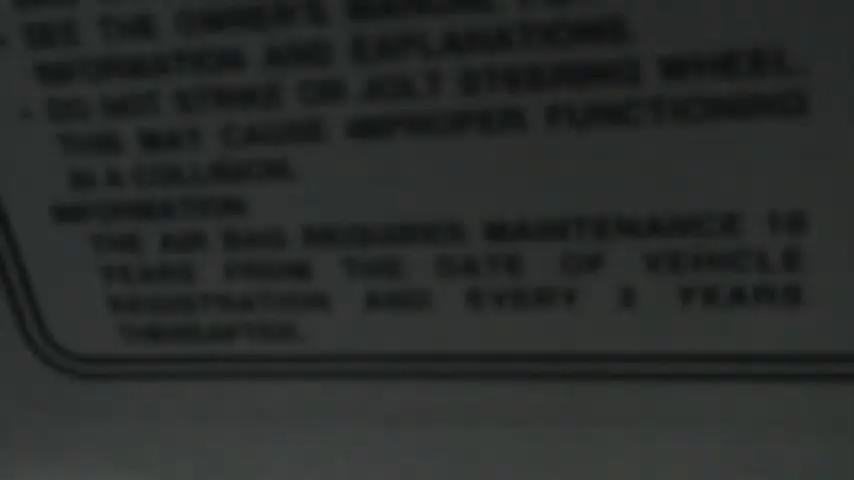 - SEE THE OWNER'S MANUAL
INFORMATION AND EXPLANATIONS.
- DO NOT STRIKE OR JOLT STEERING WHEEL.
THIS MAY CAUSE IMPROPER FUNCTIONING
IN A COLLISION.
INFORMATION
THE AIR BAG REQUIRES MAINTENANCE 10
YEARS FROM THE DATE OF VEHICLE
REGISTRATION AND EVERY 2 YEARS
THEREAFTER.